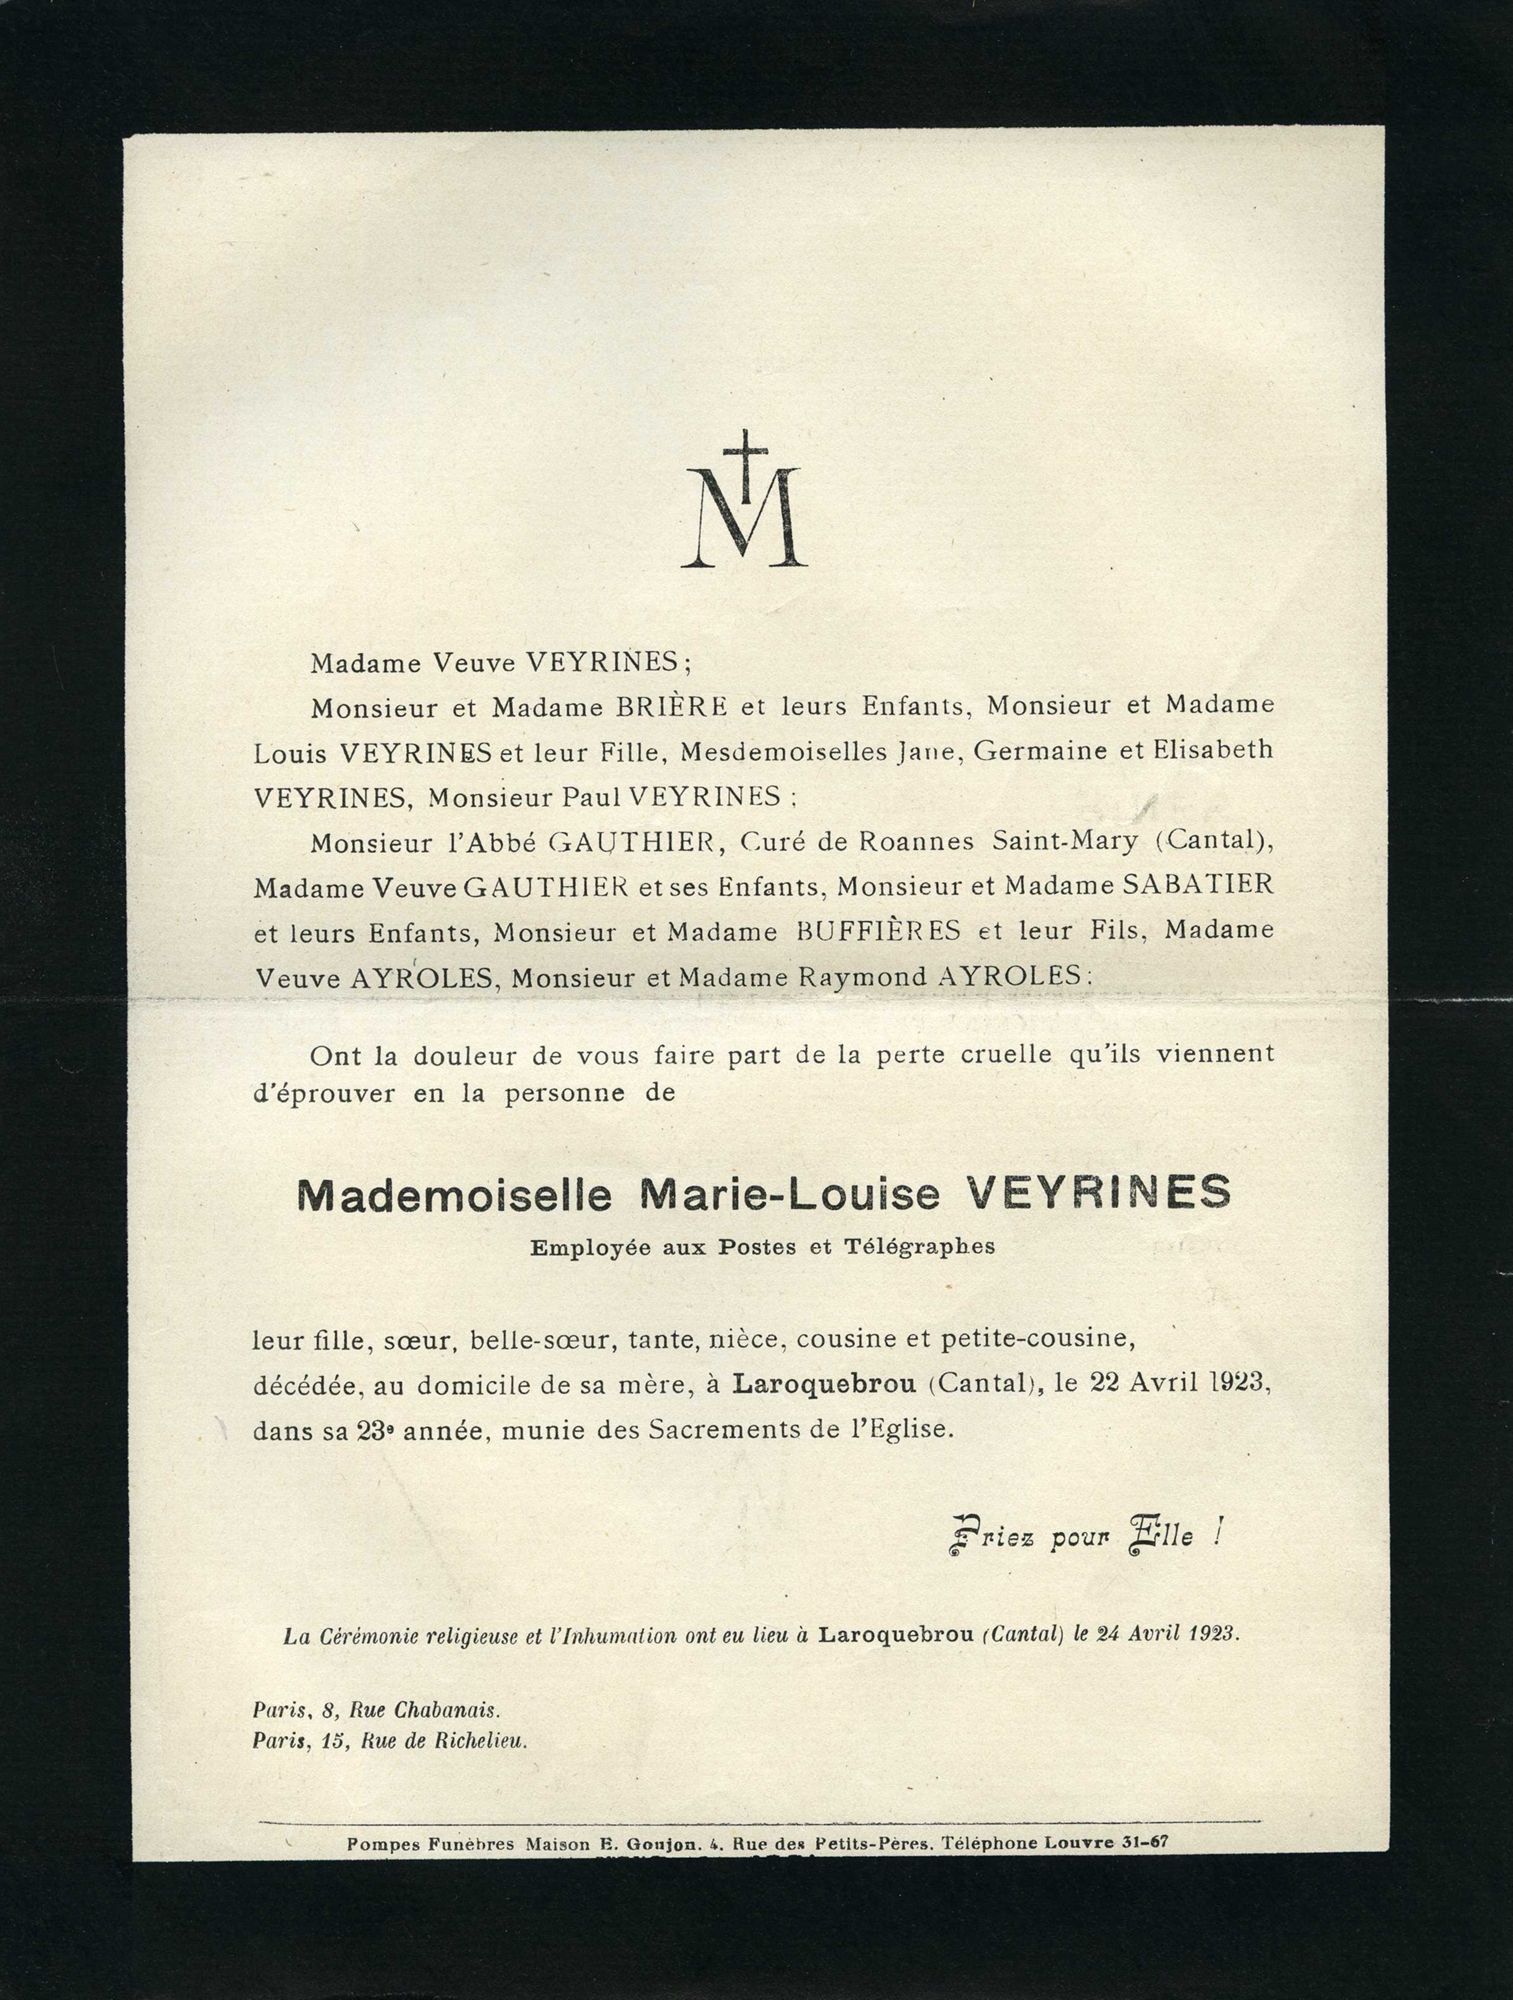 M
Madame Veuve VEYRINES ;
Monsieur et Madame BRIÈRE et leurs Enfants, Monsieur et Madame
Louis VEYRINES et leur Fille, Mesdemoiselles Jane, Germaine et Elisabeth
VEYRINES, Monsieur Paul VEYRINES ;
Monsieur l'Abbé GAUTHIER, Curé de Roannes Saint-Mary (Cantal),
Madame Veuve GAUTHIER et ses Enfants, Monsieur et Madame SABATIER
et leurs Enfants, Monsieur et Madame BUFFIÈRES et leur Fils, Madame
Veuve AYROLES, Monsieur et Madame Raymond AYROLES ;
Ont la douleur de vous faire part de la perte cruelle qu'ils viennent
d'éprouver en la personne de
Mademoiselle Marie-Louise VEYRINES
Employée aux Postes et Télégraphes
leur fille, sœur, belle-sœur, tante, nièce, cousine et petite-cousine,
décédée, au domicile de sa mère, à Laroquebrou (Cantal), le 22 Avril 1923,
dans sa 23e année, munie des Sacrements de l'Eglise.
Priez pour Elle !
La Cérémonie religieuse et l'Inhumation ont eu lieu à Laroquebrou (Cantal) le 24 Avril 1923.
Paris, 8, Rue Chabanais.
Paris, 15, Rue de Richelieu.
Pompes Funèbres Maison E. Goujon. 4, Rue des Petits-Pères. Téléphone Louvre 31-67